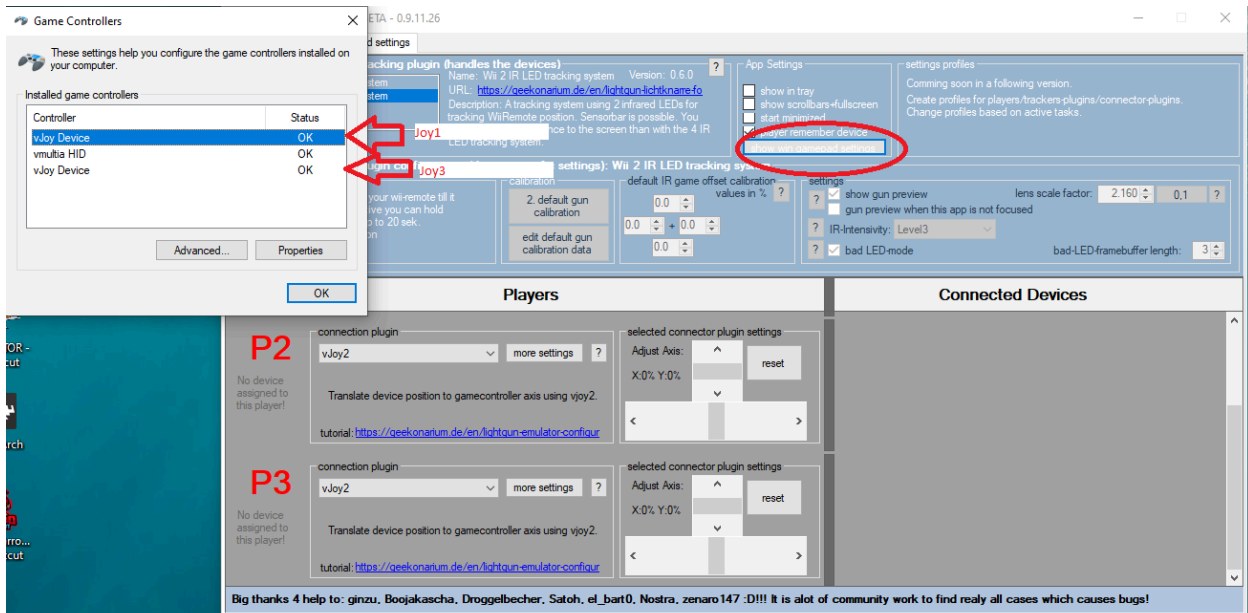 Game Controllers
ETA - 0.9.11.26
These settings help you configure the game controllers installed on
your computer.
Installed game controllers
Controller Status
vJoy Device OK
vmultia HID OK
vJoy Device OK
Advanced... Properties
OK
Joy1
Joy3
d settings
acking plugin (handles the devices)
Name: Wii 2 IR LED tracking system Version: 0.6.0 ?
stem
stem
URL: https://geekonarium.de/en/lightgun-lichtknarre-fo
Description: A tracking system using 2 infrared LEDs for
tracking WiiRemote position. Sensorbar is possible. You
nce to the screen than with the 4 IR
LED tracking system.
App Settings
show in tray
show scrollbars+fullscreen
start minimized
player remember device
show win gamepad settings
settings profiles
Comming soon in a following version.
Create profiles for players/trackers-plugins/connector-plugins.
Change profiles based on active tasks.
settings): Wii 2 IR LED tracking system
your wii-remote till it
ive you can hold
to 20 sek.
on
calibration
2. default gun
calibration
edit default gun
calibration data
default IR game offset calibration
values in % ?
0.0
0.0 + 0.0
0.0
settings
? show gun preview lens scale factor: 2.160 0,1 ?
gun preview when this app is not focused
? IR-Intensivity: Level3
? bad LED-mode bad-LED-framebuffer length: 3
Players
Connected Devices
P2
No device
assigned to
this player!
connection plugin
vJoy2 more settings ?
Translate device position to gamecontroller axis using vjoy2.
tutorial: https://geekonarium.de/en/lightgun-emulator-configur
selected connector plugin settings
Adjust Axis:
X:0% Y:0%
reset
P3
No device
assigned to
this player!
connection plugin
vJoy2 more settings ?
Translate device position to gamecontroller axis using vjoy2.
tutorial: https://geekonarium.de/en/lightgun-emulator-configur
selected connector plugin settings
Adjust Axis:
X:0% Y:0%
reset
TOR -
cut
rch
rro...
cut
Big thanks 4 help to: ginzu, Boojakascha, Droggelbecher, Satoh, el_bart0, Nostra, zenaro147 :D!!! It is alot of community work to find realy all cases which causes bugs!